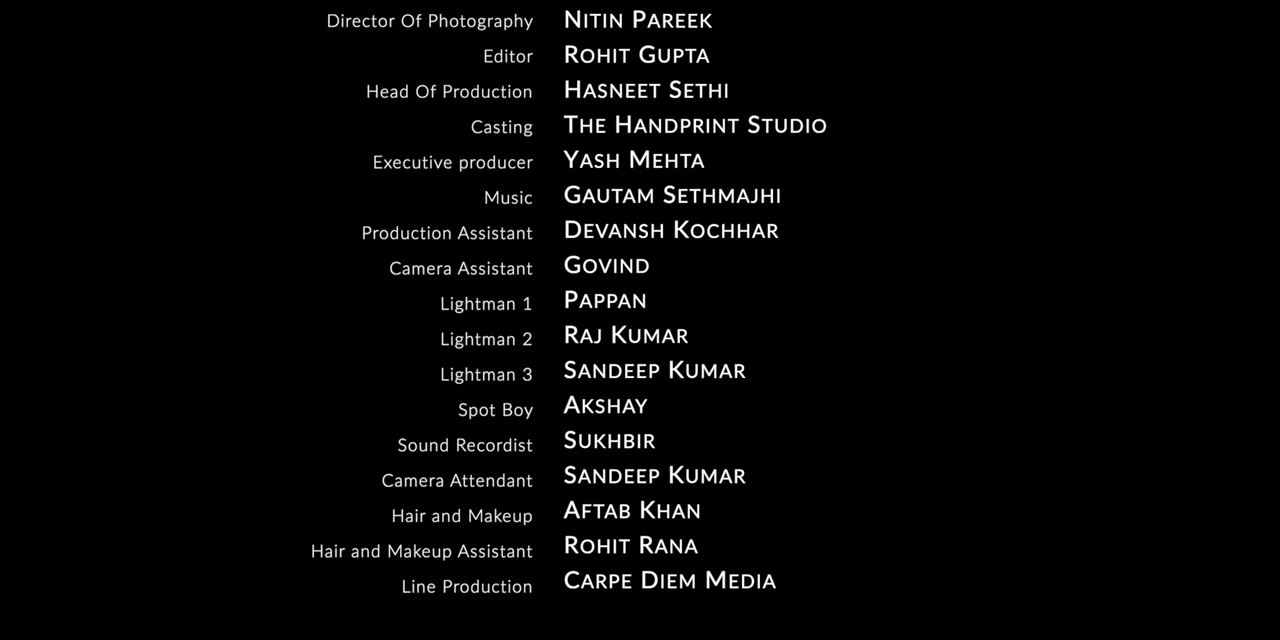 Director Of Photography NITIN PAREEK
Editor ROHIT GUPTA
Head Of Production HASNEET SETHI
Casting THE HANDPRINT STUDIO
Executive producer YASH MEHTA
Music GAUTAM SETHMAJHI
Production Assistant DEVANSH KOCHHAR
Camera Assistant GOVIND
Lightman 1 PAPPAN
Lightman 2 RAJ KUMAR
Lightman 3 SANDEEP KUMAR
Spot Boy AKSHAY
Sound Recordist SUKHBIR
Camera Attendant SANDEEP KUMAR
Hair and Makeup AFTAB KHAN
Hair and Makeup Assistant ROHIT RANA
Line Production CARPE DIEM MEDIA